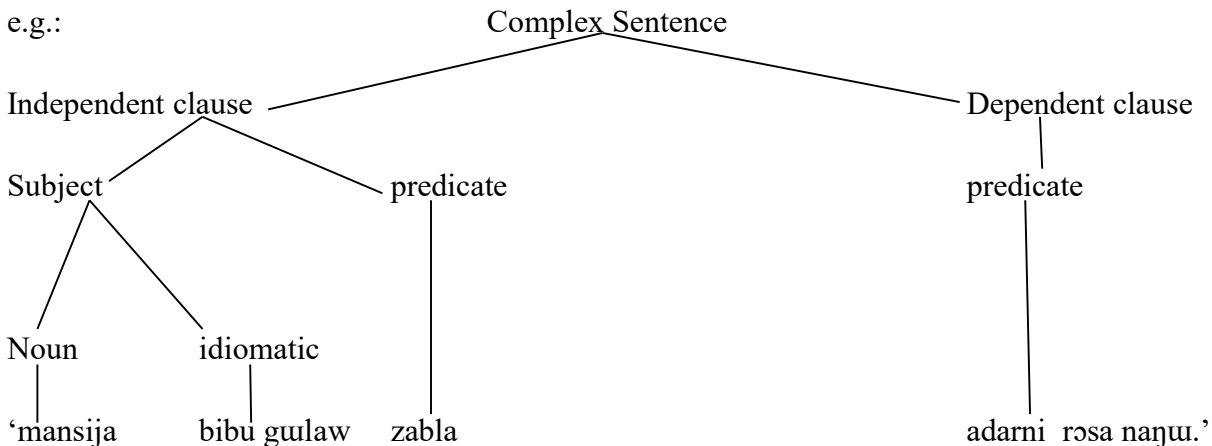 e.g.: Complex Sentence
Independent clause Dependent clause
Subject predicate predicate
Noun idiomatic
‘mansija bibu gɯlaw zabla adarni rɔsa naŋɯ.’